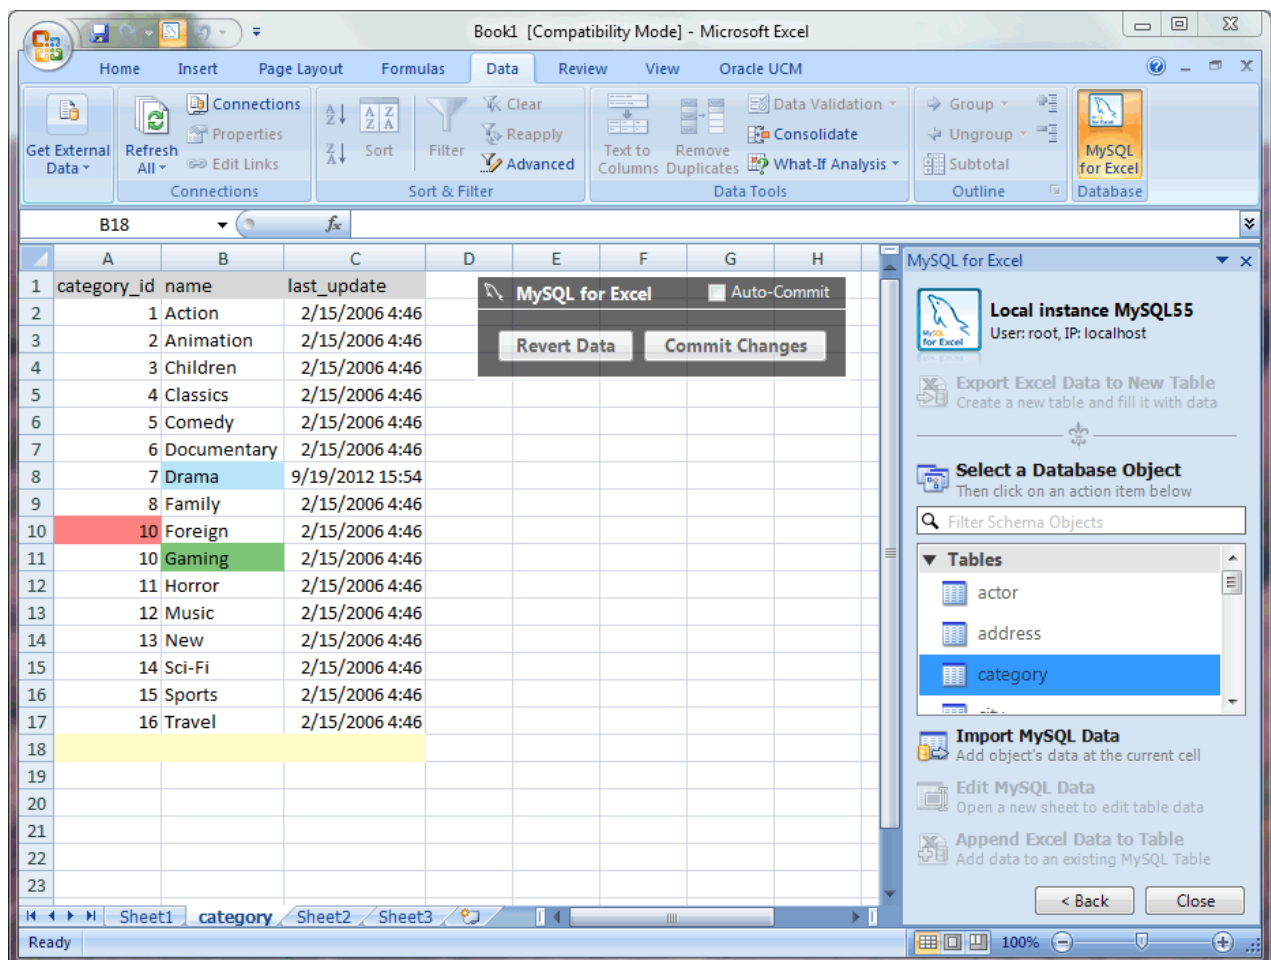 Book1 [Compatibility Mode] - Microsoft Excel
Home Insert Page Layout Formulas Data Review View Oracle UCM
Get External Data
Refresh All
Connections
Properties
Edit Links
Connections
Sort
Filter
Clear
Reapply
Advanced
Sort & Filter
Text to Columns
Remove Duplicates
Data Validation
Consolidate
What-If Analysis
Data Tools
Group
Ungroup
Subtotal
Outline
MySQL for Excel
Database
B18 fx
A B C D E F G H
1 category_id name last_update
2 1 Action 2/15/2006 4:46
3 2 Animation 2/15/2006 4:46
4 3 Children 2/15/2006 4:46
5 4 Classics 2/15/2006 4:46
6 5 Comedy 2/15/2006 4:46
7 6 Documentary 2/15/2006 4:46
8 7 Drama 9/19/2012 15:54
9 8 Family 2/15/2006 4:46
10 10 Foreign 2/15/2006 4:46
11 10 Gaming 2/15/2006 4:46
12 11 Horror 2/15/2006 4:46
13 12 Music 2/15/2006 4:46
14 13 New 2/15/2006 4:46
15 14 Sci-Fi 2/15/2006 4:46
16 15 Sports 2/15/2006 4:46
17 16 Travel 2/15/2006 4:46
18
19
20
21
22
23
MySQL for Excel Auto-Commit
Revert Data Commit Changes
MySQL for Excel
MySQL for Excel
Local instance MySQL55
User: root, IP: localhost
Export Excel Data to New Table
Create a new table and fill it with data
Select a Database Object
Then click on an action item below
Filter Schema Objects
Tables
actor
address
category
Import MySQL Data
Add object's data at the current cell
Edit MySQL Data
Open a new sheet to edit table data
Append Excel Data to Table
Add data to an existing MySQL Table
< Back Close
Sheet1 category Sheet2 Sheet3
Ready 100%